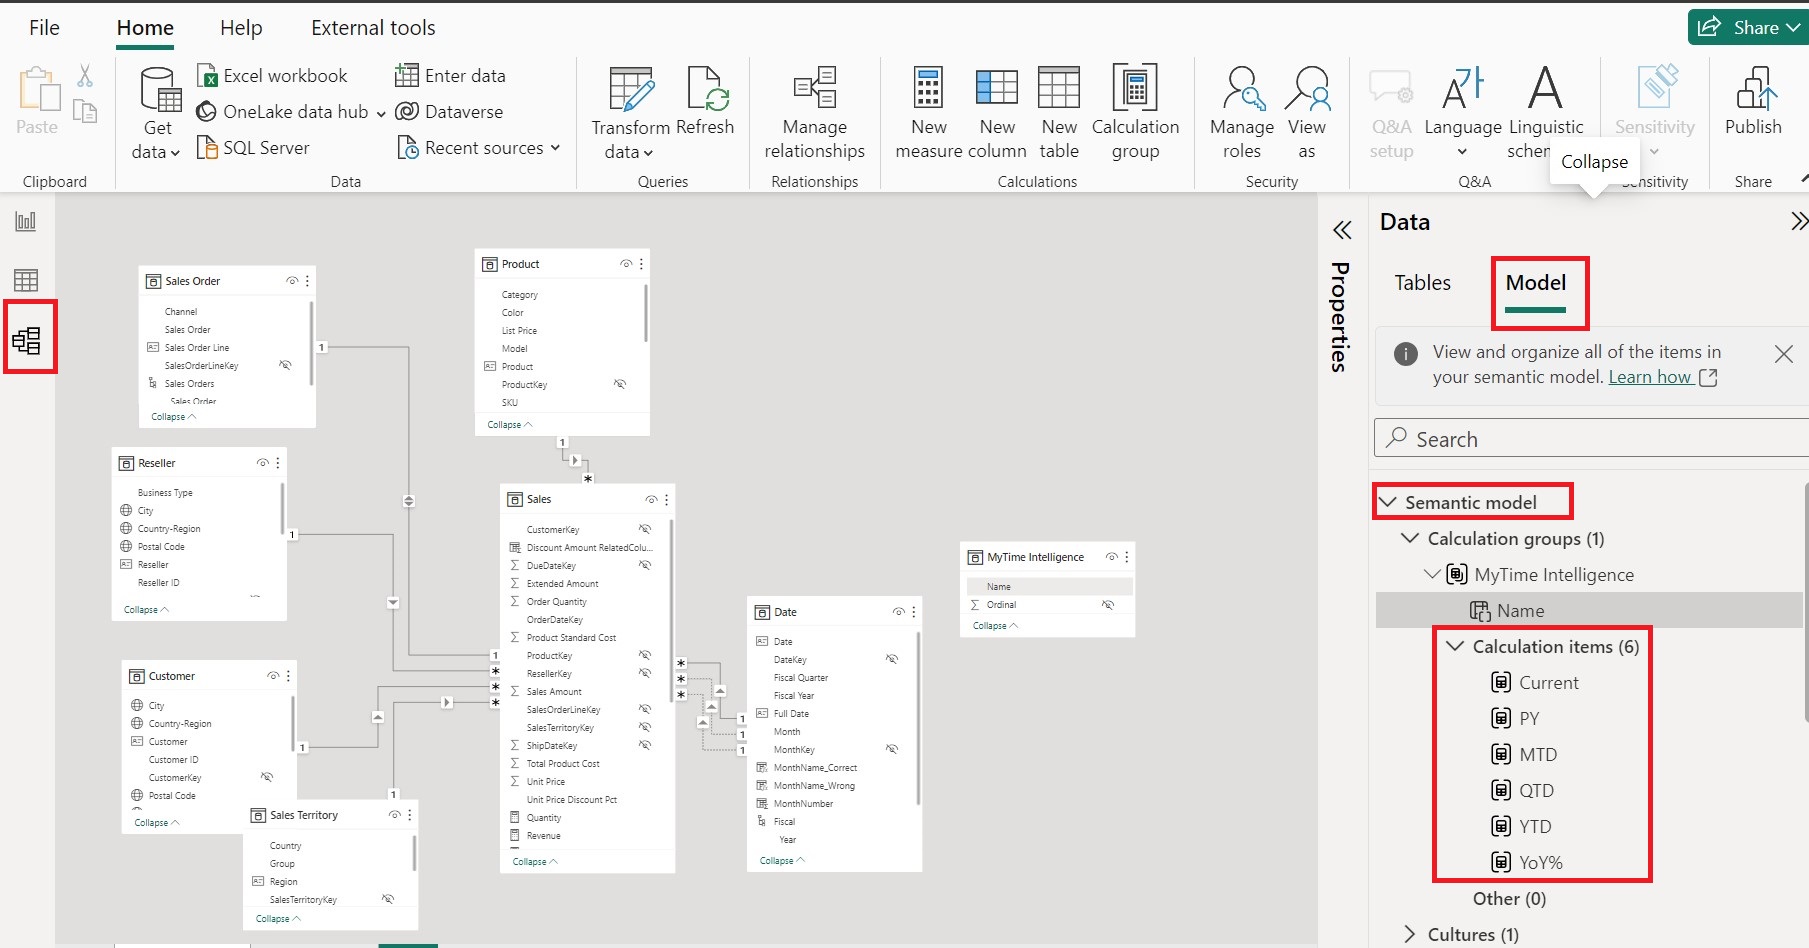 File
Home
Help
External tools
Share
Paste
Get
data
Excel workbook
OneLake data hub
SQL Server
Enter data
Dataverse
Recent sources
Transform
data
Refresh
Manage
relationships
New
measure
New
column
New
table
Calculation
group
Manage
roles
View
as
Q&A
setup
Language
Linguistic
schem
Sensitivity
Publish
Collapse
Clipboard
Data
Queries
Relationships
Calculations
Security
Q&A
Sensitivity
Share
Sales Order
Channel
Sales Order
Sales Order Line
SalesOrderLineKey
Sales Orders
Sales Order
Collapse
1
Product
Category
Color
List Price
Model
Product
ProductKey
SKU
Collapse
1
*
Reseller
Business Type
City
Country-Region
Postal Code
Reseller
Reseller ID
Collapse
1
Sales
CustomerKey
Discount Amount RelatedColu...
DueDateKey
Extended Amount
Order Quantity
OrderDateKey
Product Standard Cost
ProductKey
ResellerKey
Sales Amount
SalesOrderLineKey
SalesTerritoryKey
ShipDateKey
Total Product Cost
Unit Price
Unit Price Discount Pct
Quantity
Revenue
Collapse
1
*
*
*
*
*
*
1
1
1
Customer
City
Country-Region
Customer
Customer ID
CustomerKey
Postal Code
Collapse
1
1
Sales Territory
Country
Group
Region
SalesTerritoryKey
Collapse
Date
Date
DateKey
Fiscal Quarter
Fiscal Year
Full Date
Month
MonthKey
MonthName_Correct
MonthName_Wrong
MonthNumber
Fiscal
Year
Collapse
MyTime Intelligence
Name
Ordinal
Collapse
Properties
Data
Tables
Model
View and organize all of the items in
your semantic model. Learn how
Search
Semantic model
Calculation groups (1)
MyTime Intelligence
Name
Calculation items (6)
Current
PY
MTD
QTD
YTD
YoY%
Other (0)
Cultures (1)